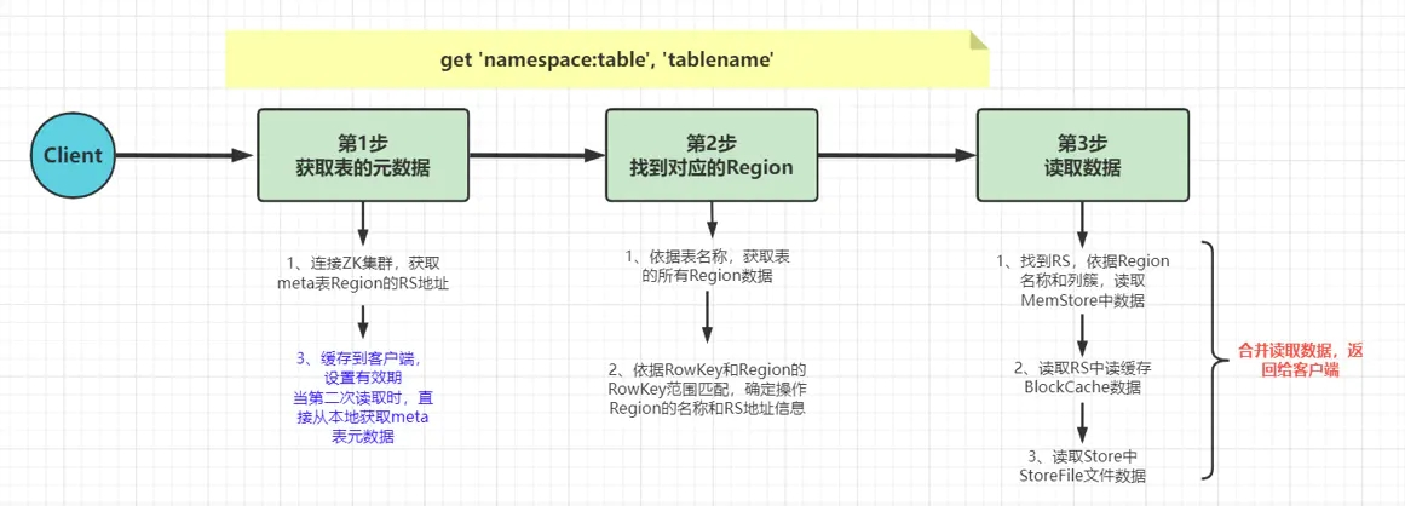 get 'namespace:table', 'tablename'
Client
第1步
获取表的元数据
第2步
找到对应的Region
第3步
读取数据
1、连接ZK集群，获取
meta表Region的RS地址
3、缓存到客户端，
设置有效期
当第二次读取时，直
接从本地获取meta
表元数据
1、依据表名称，获取表
的所有Region数据
2、依据RowKey和Region的
RowKey范围匹配，确定操作
Region的名称和RS地址信息
1、找到RS，依据Region
名称和列簇，读取
MemStore中数据
2、读取RS中读缓存
BlockCache数据
3、读取Store中
StoreFile文件数据
合并读取数据，返
回给客户端